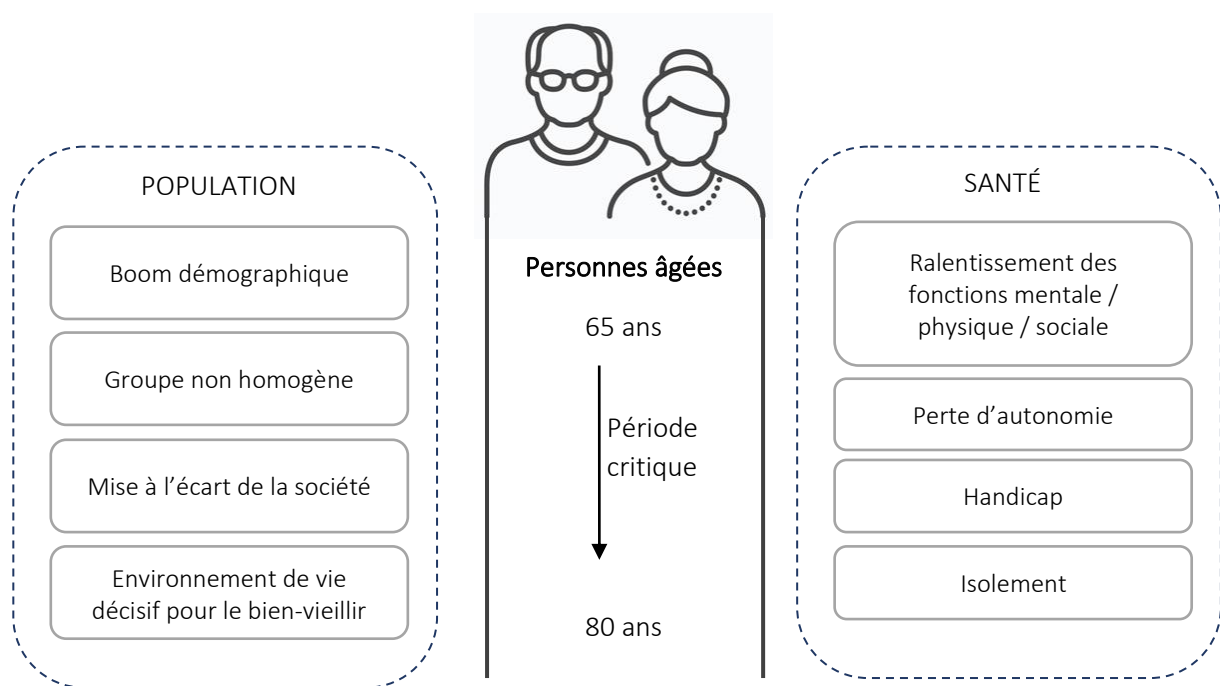 POPULATION
Boom démographique
Groupe non homogène
Mise à l’écart de la société
Environnement de vie
décisif pour le bien-vieillir
Personnes âgées
65 ans
Période
critique
80 ans
SANTÉ
Ralentissement des
fonctions mentale /
physique / sociale
Perte d’autonomie
Handicap
Isolement